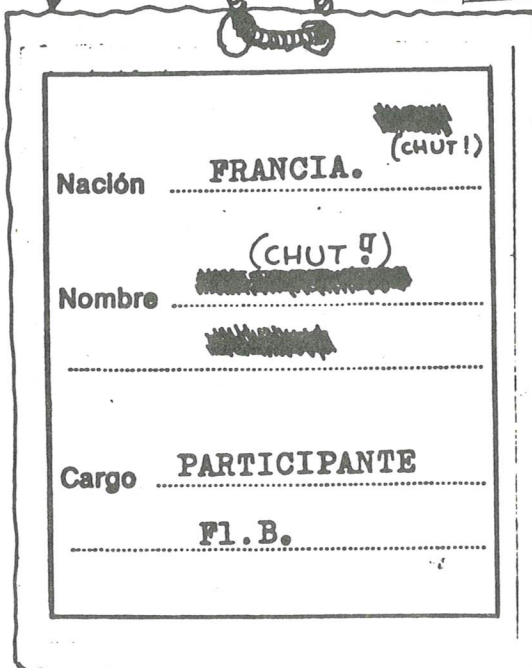 (CHUT!)
Nación FRANCIA.
(CHUT!!)
Nombre
Cargo PARTICIPANTE
F1.B.